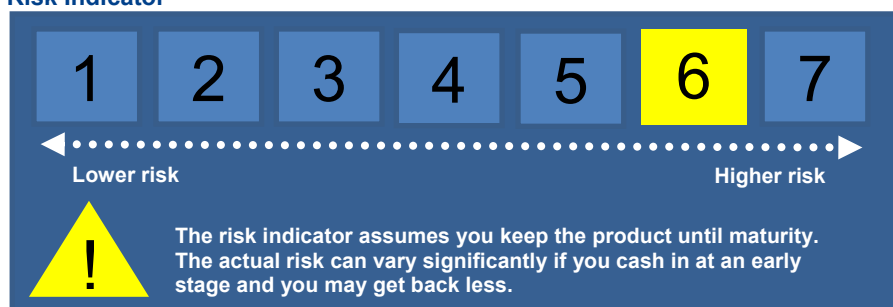 Risk Indicator
1 2 3 4 5 6 7
Lower risk Higher risk
! The risk indicator assumes you keep the product until maturity.
The actual risk can vary significantly if you cash in at an early
stage and you may get back less.